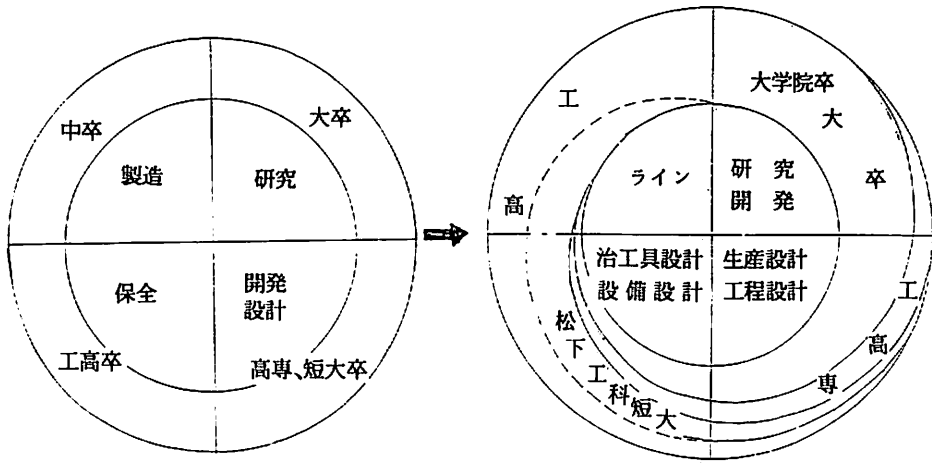 中卒
大卒
製造
研究
保全
開発
設計
工高卒
高専、短大卒
工高
大学院卒
大卒
ライン
研究
開発
治工具設計
設備設計
生産設計
工程設計
工高専
松下工科短大